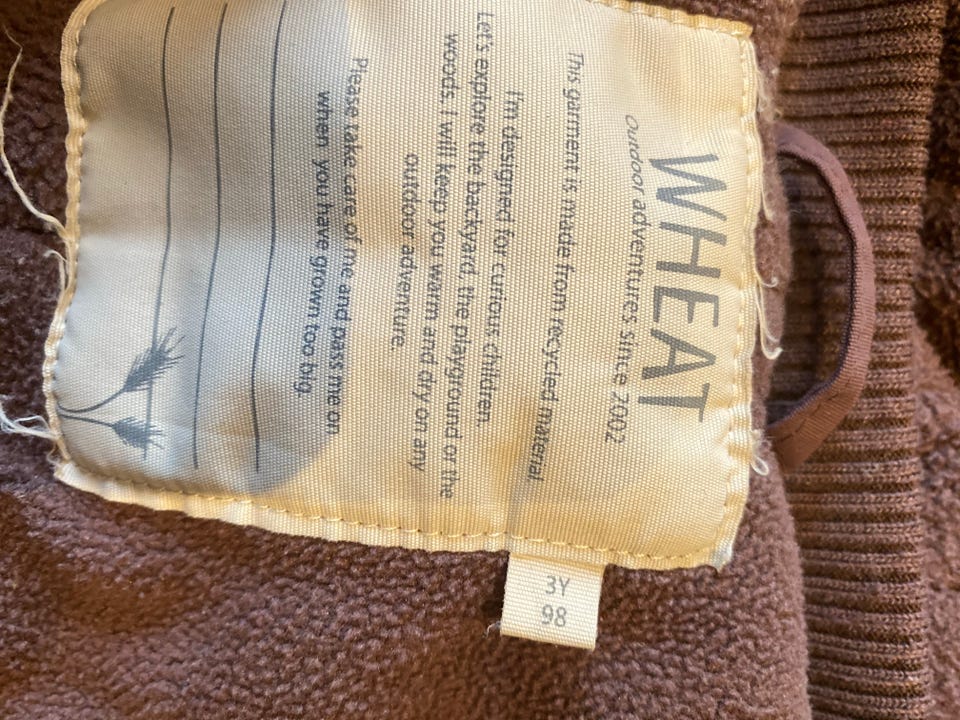 WHEAT
Outdoor adventures since 2002
This garment is made from recycled material
I'm designed for curious children.
Let's explore the backyard, the playground or the
woods. I will keep you warm and dry on any
outdoor adventure.
Please take care of me and pass me on
when you have grown too big.
3Y
98